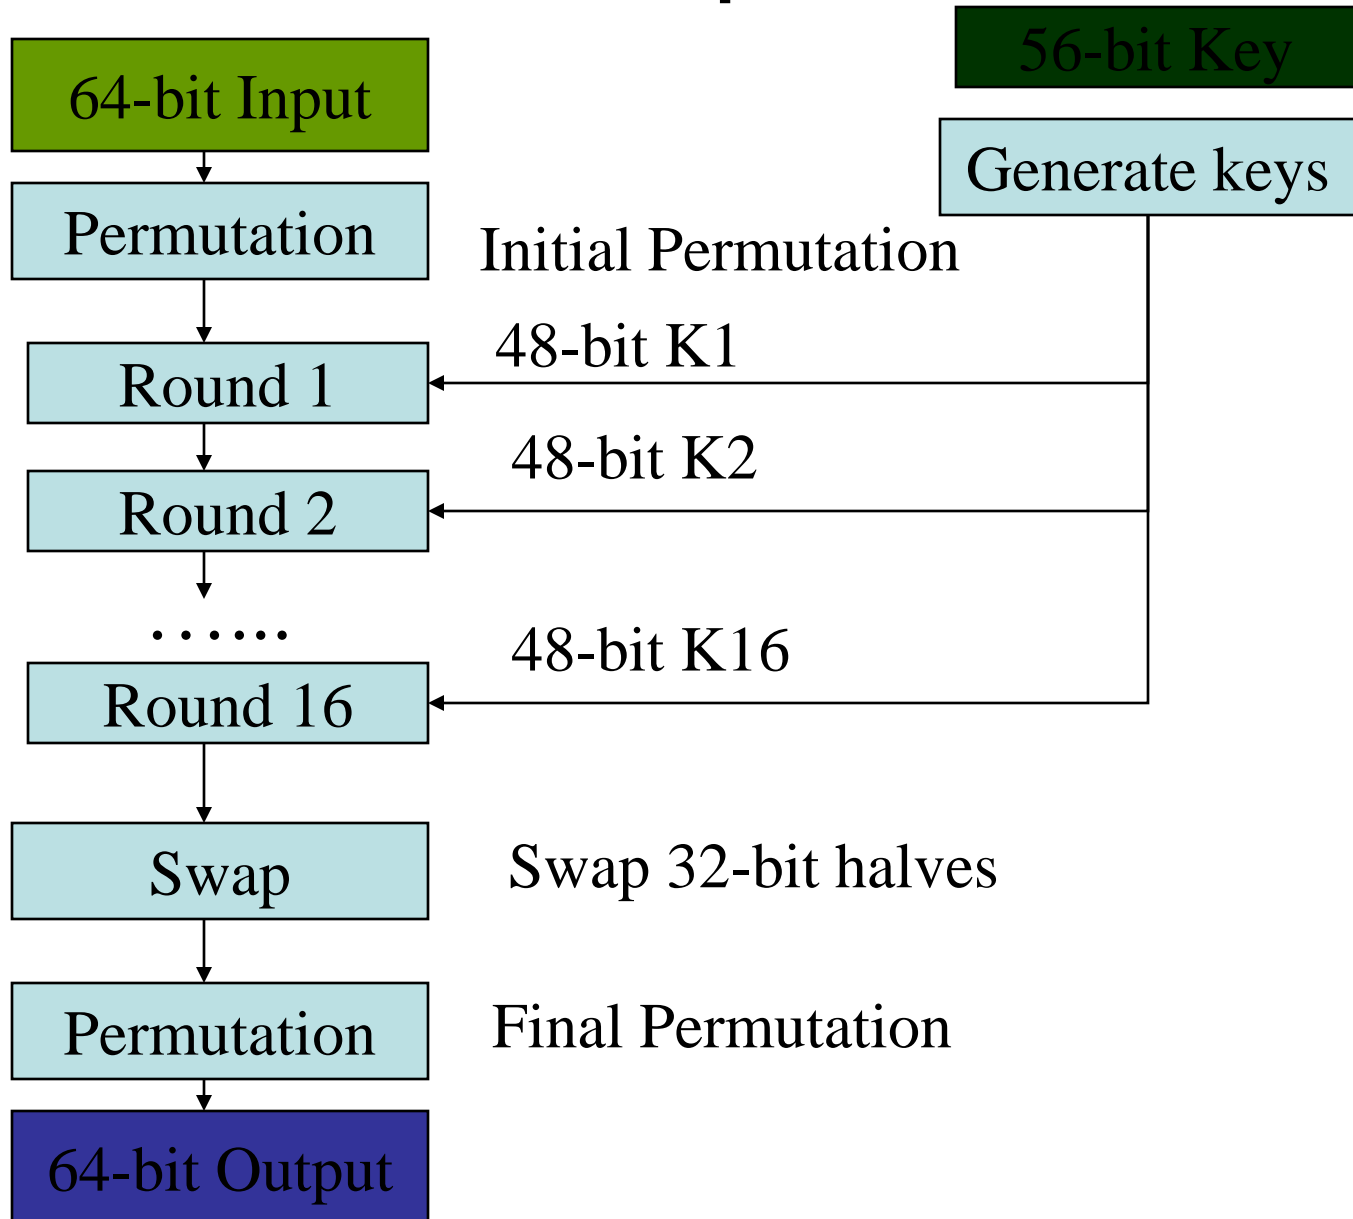 56-bit Key
64-bit Input
Generate keys
Permutation
Initial Permutation
48-bit K1
Round 1
48-bit K2
Round 2
…...
48-bit K16
Round 16
Swap
Swap 32-bit halves
Permutation
Final Permutation
64-bit Output